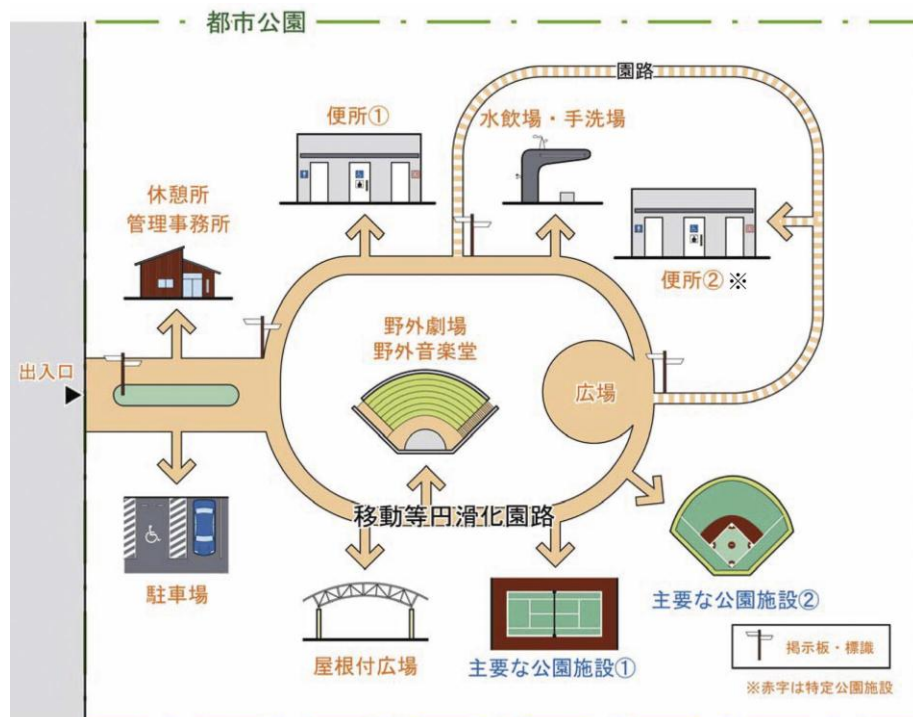 都市公園
園路
便所①
水飲場・手洗場
休憩所
管理事務所
便所②※
野外劇場
野外音楽堂
出入口
広場
移動等円滑化園路
駐車場
屋根付広場
主要な公園施設①
主要な公園施設②
掲示板・標識
※赤字は特定公園施設